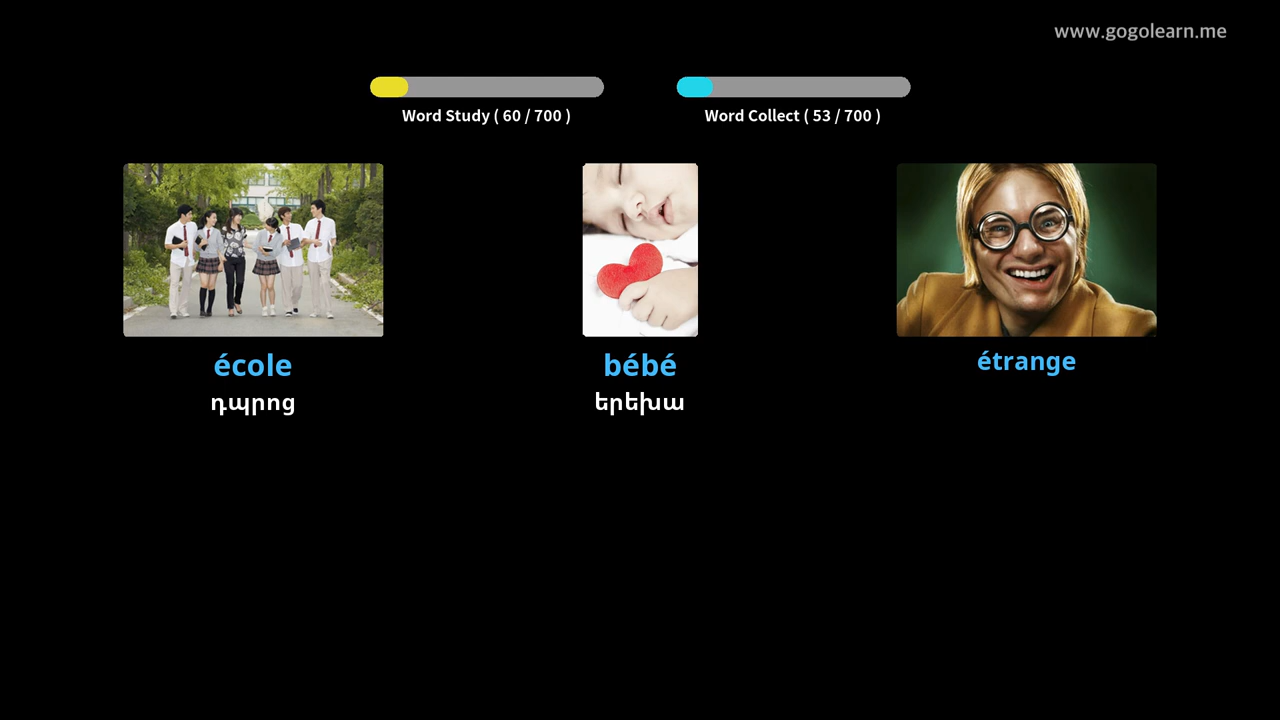 www.gogolearn.me
Word Study ( 60 / 700 )
Word Collect ( 53 / 700 )
école
bébé
étrange
դպրոց
երեխա